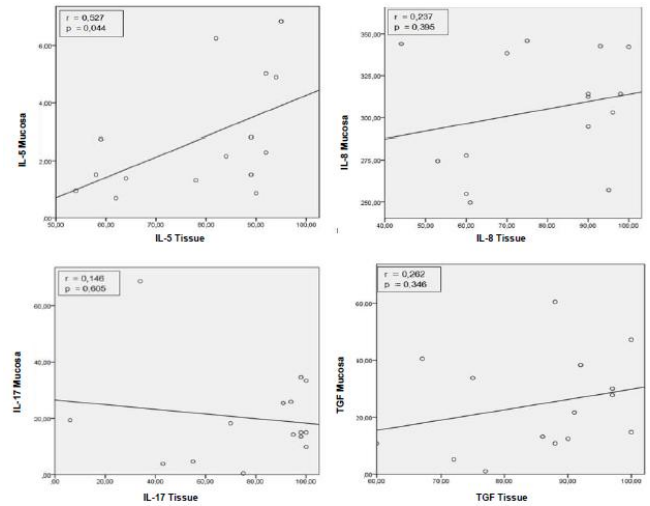 r = 0,527
p = 0,044
6,00
4,00
2,00
,00
IL-5 Mucosa
50,00 60,00 70,00 80,00 90,00 100,00
IL-5 Tissue
r = 0,237
p = 0,395
350,00
325,00
300,00
275,00
250,00
IL-8 Mucosa
40,00 50,00 60,00 70,00 80,00 90,00 100,00
IL-8 Tissue
r = 0,146
p = 0,605
60,00
40,00
20,00
,00
IL-17 Mucosa
,00 20,00 40,00 60,00 80,00 100,00
IL-17 Tissue
r = 0,262
p = 0,346
60,00
40,00
20,00
,00
TGF Mucosa
60,00 70,00 80,00 90,00 100,00
TGF Tissue